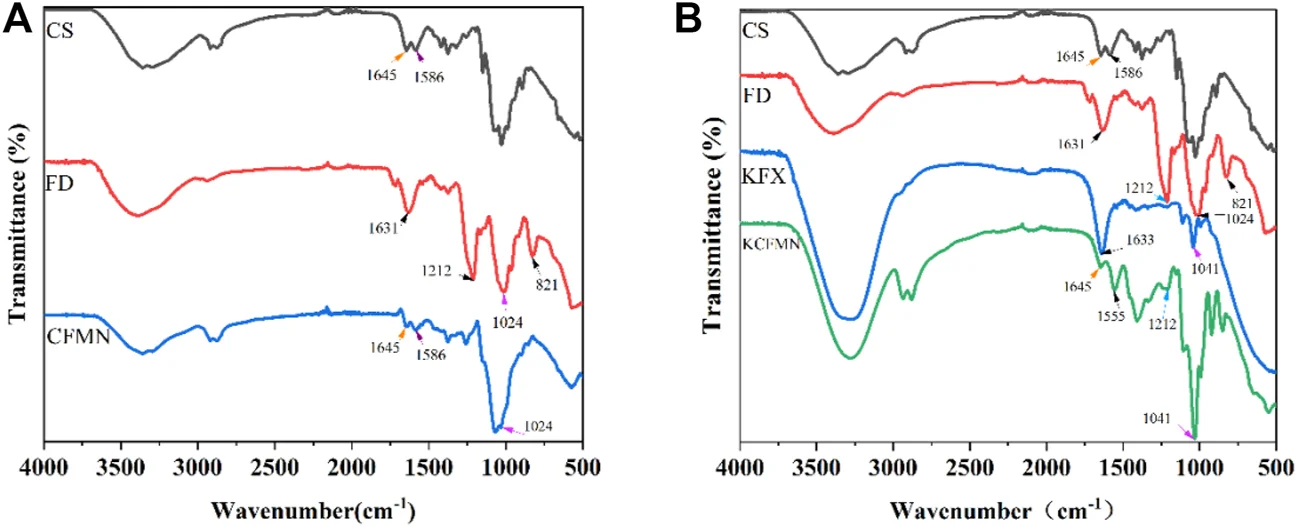 A
CS
1645
1586
FD
1631
1212
821
1024
CFMN
1645
1586
1024
4000 3500 3000 2500 2000 1500 1000 500
Wavenumber(cm-1)
Transmittance (%)
B
CS
1645
1586
FD
1631
1212
821
1024
KFX
1633
1041
KCFMN
1645
1555
1212
1041
4000 3500 3000 2500 2000 1500 1000 500
Wavenumber (cm-1)
Transmittance (%)